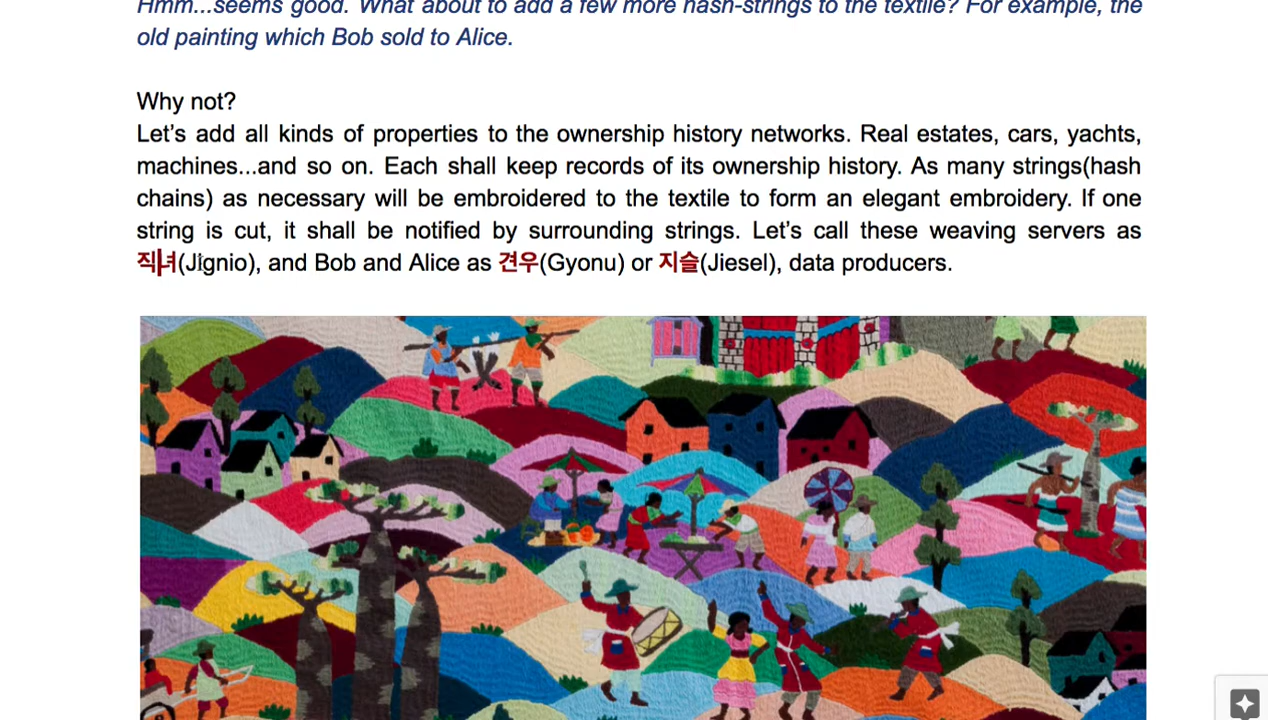 Hmm...seems good. What about to add a few more hash-strings to the textile? For example, the
old painting which Bob sold to Alice.
Why not?
Let's add all kinds of properties to the ownership history networks. Real estates, cars, yachts,
machines...and so on. Each shall keep records of its ownership history. As many strings(hash
chains) as necessary will be embroidered to the textile to form an elegant embroidery. If one
string is cut, it shall be notified by surrounding strings. Let's call these weaving servers as
직녀(Jignio), and Bob and Alice as 견우(Gyonu) or 지슬(Jiesel), data producers.